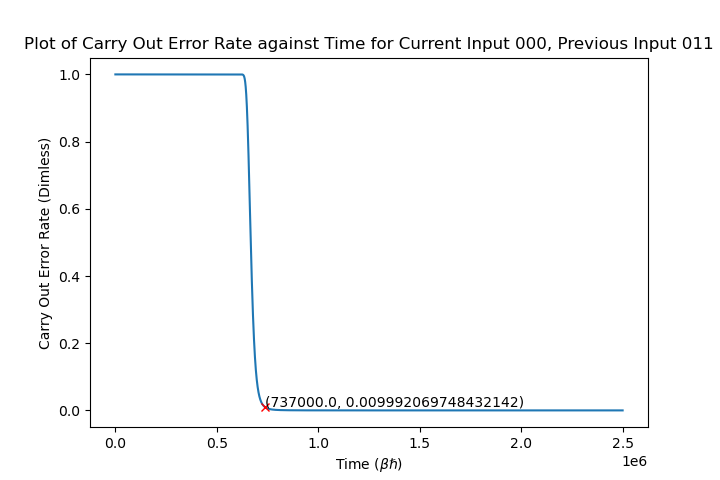 Plot of Carry Out Error Rate against Time for Current Input 000, Previous Input 011
Carry Out Error Rate (Dimless)
1.0
0.8
0.6
0.4
0.2
0.0
(737000.0, 0.009992069748432142)
0.0 0.5 1.0 1.5 2.0 2.5
1e6
Time (βℏ)